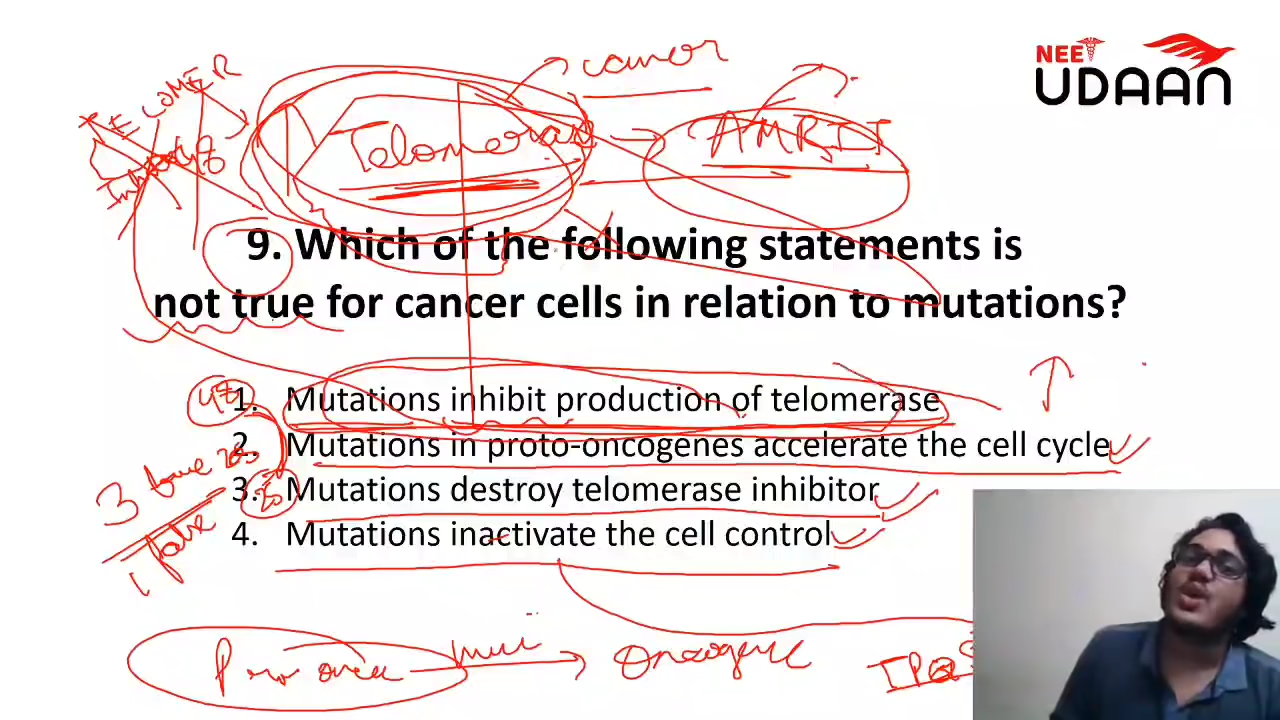 NEET
UDAAN
cancer
Telomerase
AMRIT
9. Which of the following statements is
not true for cancer cells in relation to mutations?
1. Mutations inhibit production of telomerase
2. Mutations in proto-oncogenes accelerate the cell cycle
3. Mutations destroy telomerase inhibitor
4. Mutations inactivate the cell control
3
1 false
Oncogene